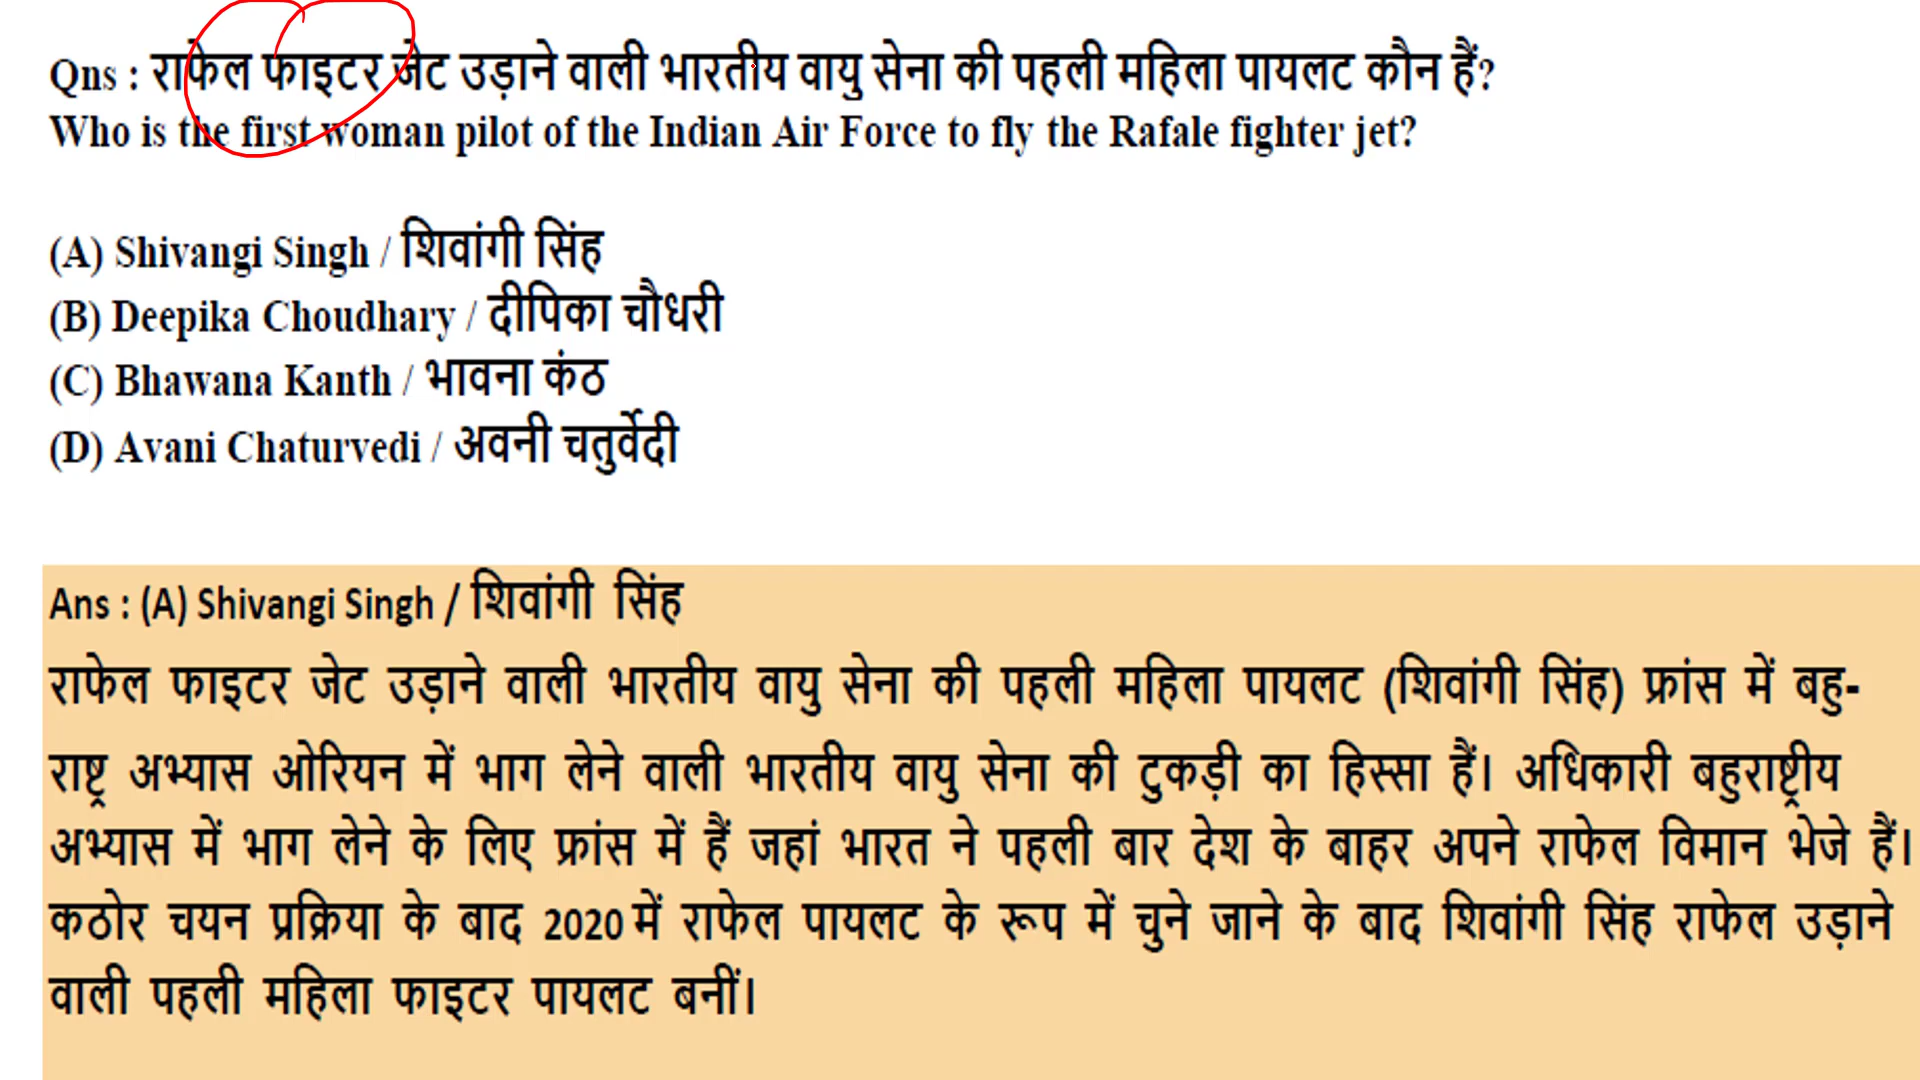 Qns : राफेल फाइटर जेट उड़ाने वाली भारतीय वायु सेना की पहली महिला पायलट कौन हैं?
Who is the first woman pilot of the Indian Air Force to fly the Rafale fighter jet?
(A) Shivangi Singh / शिवांगी सिंह
(B) Deepika Choudhary / दीपिका चौधरी
(C) Bhawana Kanth / भावना कंठ
(D) Avani Chaturvedi / अवनी चतुर्वेदी
Ans : (A) Shivangi Singh / शिवांगी सिंह
राफेल फाइटर जेट उड़ाने वाली भारतीय वायु सेना की पहली महिला पायलट (शिवांगी सिंह) फ्रांस में बहु-
राष्ट्र अभ्यास ओरियन में भाग लेने वाली भारतीय वायु सेना की टुकड़ी का हिस्सा हैं। अधिकारी बहुराष्ट्रीय
अभ्यास में भाग लेने के लिए फ्रांस में हैं जहां भारत ने पहली बार देश के बाहर अपने राफेल विमान भेजे हैं।
कठोर चयन प्रक्रिया के बाद 2020 में राफेल पायलट के रूप में चुने जाने के बाद शिवांगी सिंह राफेल उड़ाने
वाली पहली महिला फाइटर पायलट बनीं।